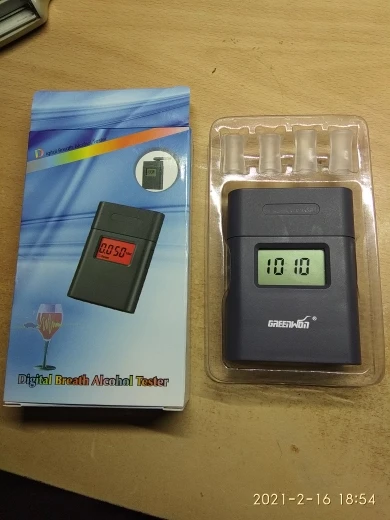 0.050
Digital Breath Alcohol Tester
1010
GREENWON®
2021-2-16 18:54